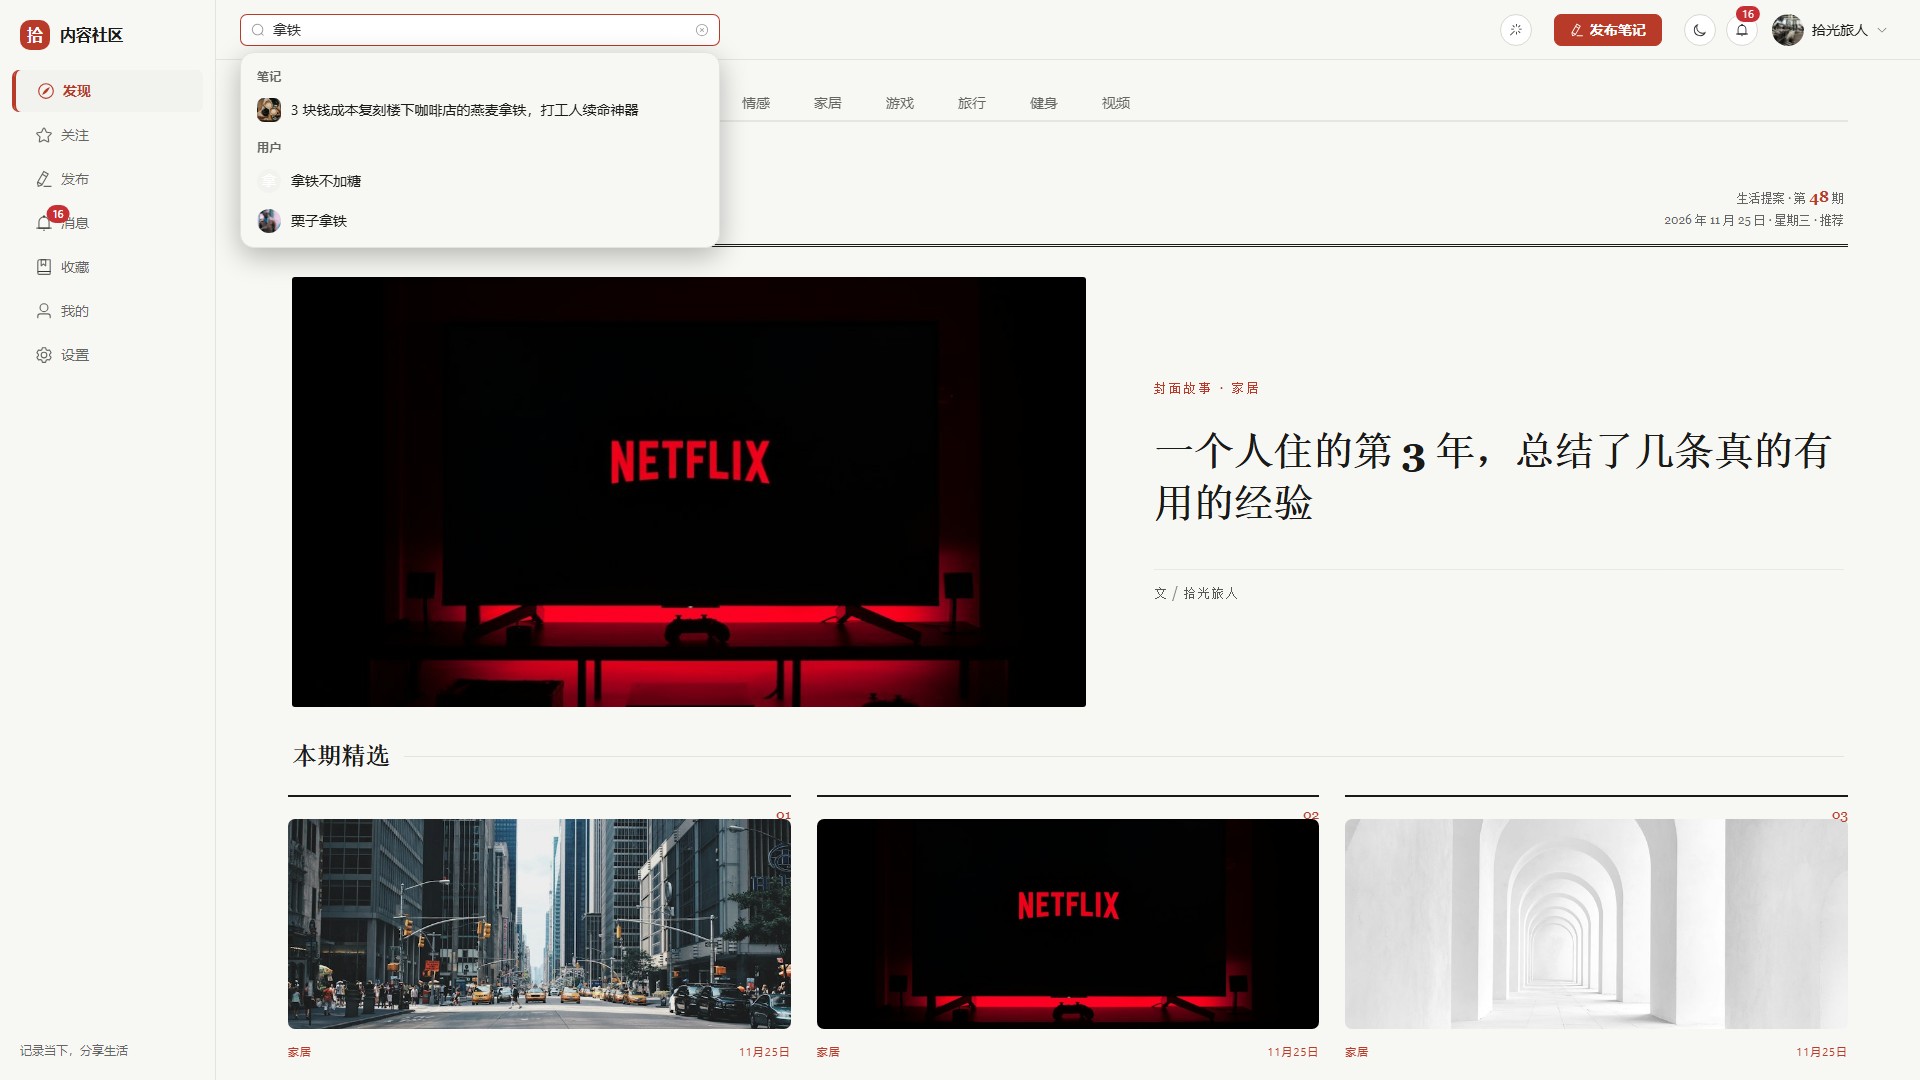 拾 内容社区
发现
关注
发布
16
消息
收藏
我的
设置
记录当下，分享生活
拿铁
发布笔记
16
拾光旅人
笔记
3 块钱成本复刻楼下咖啡店的燕麦拿铁，打工人续命神器
用户
拿 拿铁不加糖
栗子拿铁
情感 家居 游戏 旅行 健身 视频
生活提案 · 第 48 期
2026 年 11 月 25 日 · 星期三 · 推荐
NETFLIX
封面故事 · 家居
一个人住的第 3 年，总结了几条真的有
用的经验
文 / 拾光旅人
本期精选
01
家居 11月25日
02
NETFLIX
家居 11月25日
03
家居 11月25日